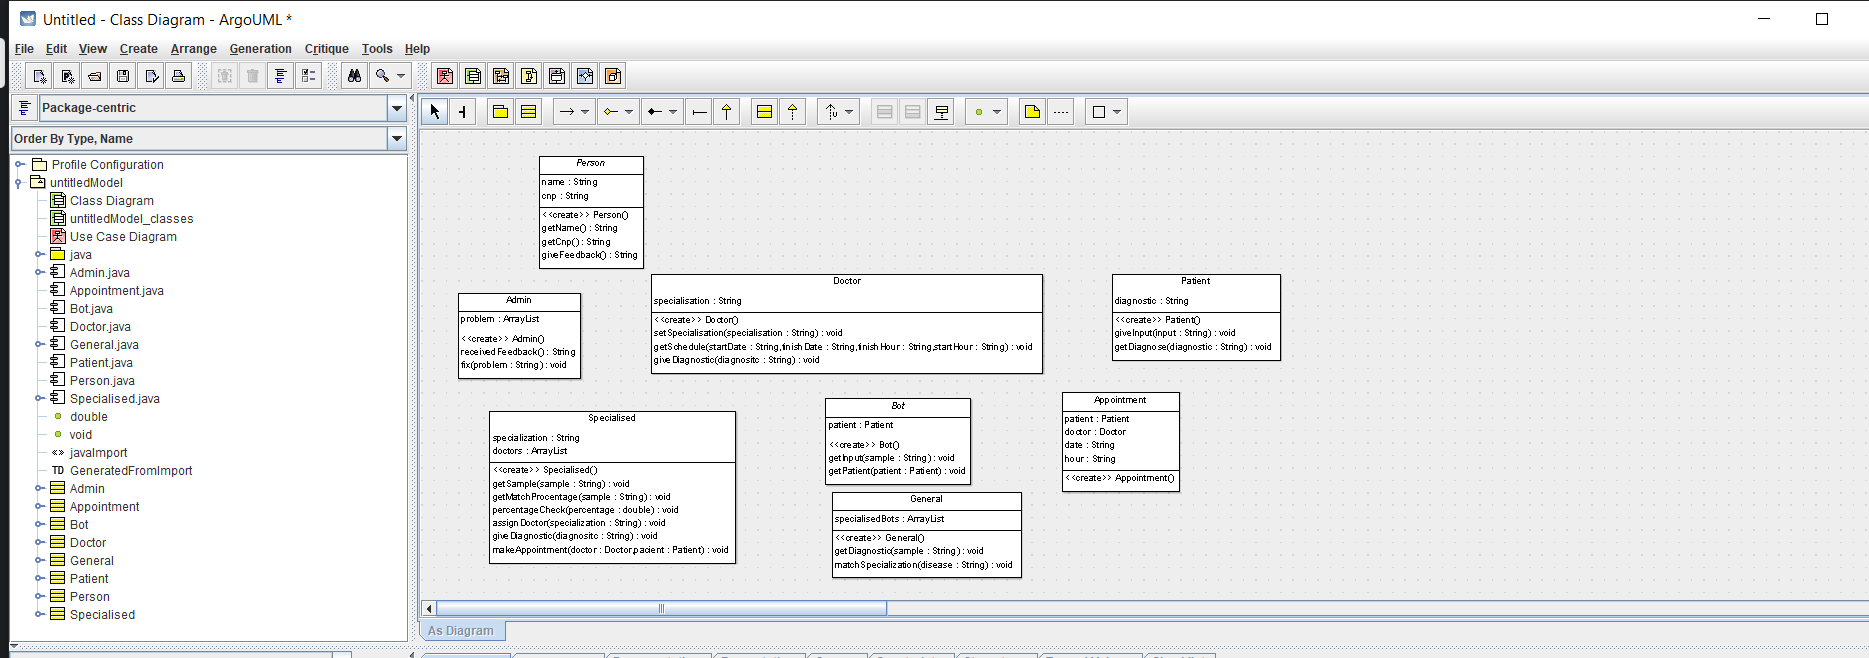 Untitled - Class Diagram - ArgoUML *
File Edit View Create Arrange Generation Critique Tools Help
Package-centric
Order By Type, Name
Profile Configuration
untitledModel
Class Diagram
untitledModel_classes
Use Case Diagram
java
Admin.java
Appointment.java
Bot.java
Doctor.java
General.java
Patient.java
Person.java
Specialised.java
double
void
<> javaImport
TD GeneratedFromImport
Admin
Appointment
Bot
Doctor
General
Patient
Person
Specialised
Person
name : String
cnp : String
<<create>> Person()
getName() : String
getCnp() : String
giveFeedback() : String
Admin
problem : ArrayList
<<create>> Admin()
receivedFeedback() : String
fix(problem : String) : void
Doctor
specialisation : String
<<create>> Doctor()
setSpecialisation(specialisation : String) : void
getSchedule(startDate : String,finishDate : String,finishHour : String,startHour : String) : void
giveDiagnostic(diagnositc : String) : void
Patient
diagnostic : String
<<create>> Patient()
giveInput(input : String) : void
getDiagnose(diagnostic : String) : void
Specialised
specialization : String
doctors : ArrayList
<<create>> Specialised()
getSample(sample : String) : void
getMatchProcentage(sample : String) : void
percentageCheck(percentage : double) : void
assignDoctor(specialization : String) : void
giveDiagnostic(diagnositc : String) : void
makeAppointment(doctor : Doctor,pacient : Patient) : void
Bot
patient : Patient
<<create>> Bot()
getInput(sample : String) : void
getPatient(patient : Patient) : void
Appointment
patient : Patient
doctor : Doctor
date : String
hour : String
<<create>> Appointment()
General
specialisedBots : ArrayList
<<create>> General()
getDiagnostic(sample : String) : void
matchSpecialization(disease : String) : void
As Diagram